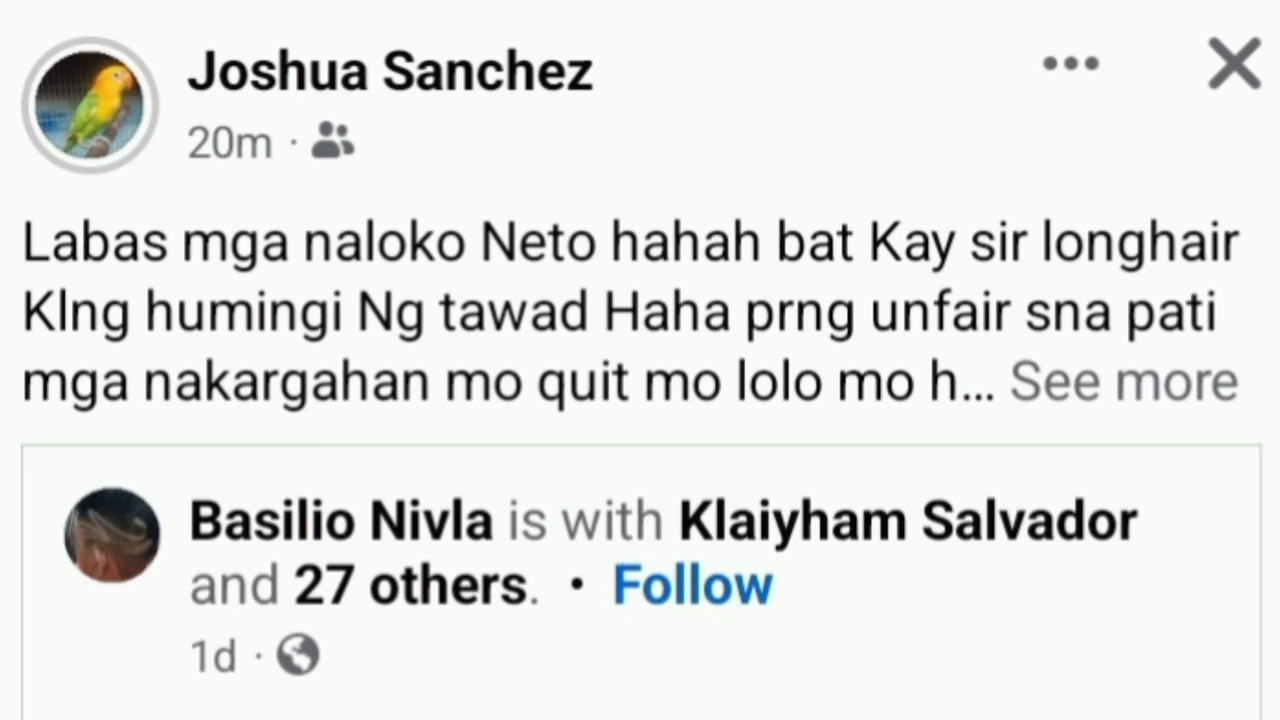 Joshua Sanchez
20m ·
Labas mga naloko Neto hahah bat Kay sir longhair
Klng humingi Ng tawad Haha prng unfair sna pati
mga nakargahan mo quit mo lolo mo h... See more
Basilio Nivla is with Klaiyham Salvador
and 27 others. • Follow
1d ·